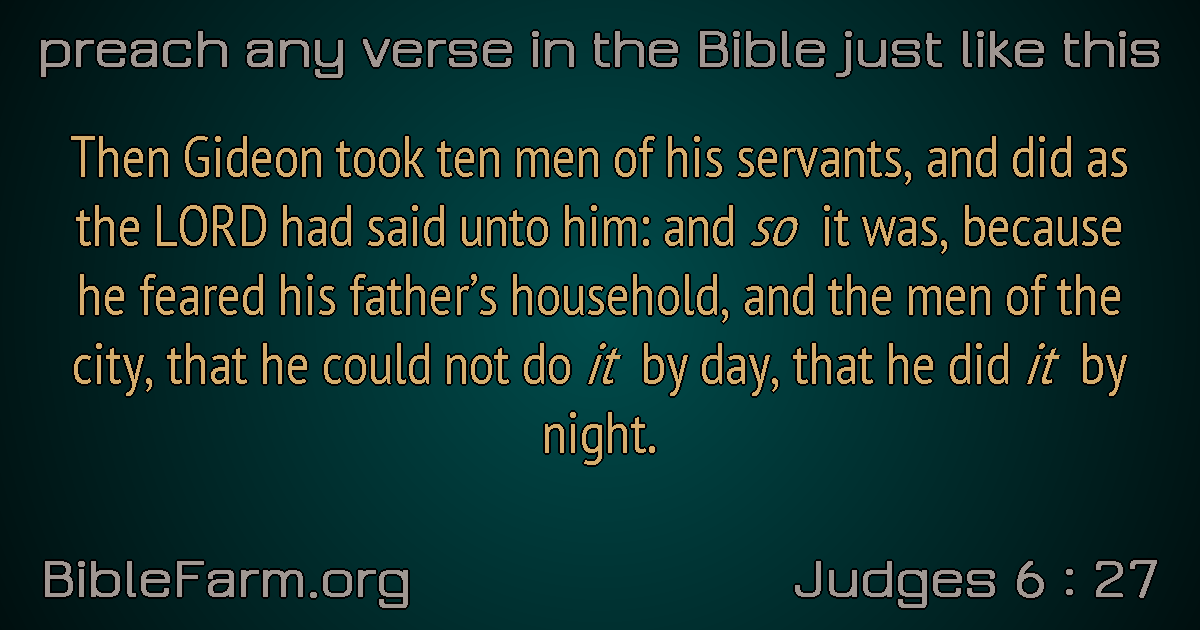 preach any verse in the Bible just like this
Then Gideon took ten men of his servants, and did as
the LORD had said unto him: and so it was, because
he feared his father’s household, and the men of the
city, that he could not do it by day, that he did it by
night.
BibleFarm.org
Judges 6 : 27